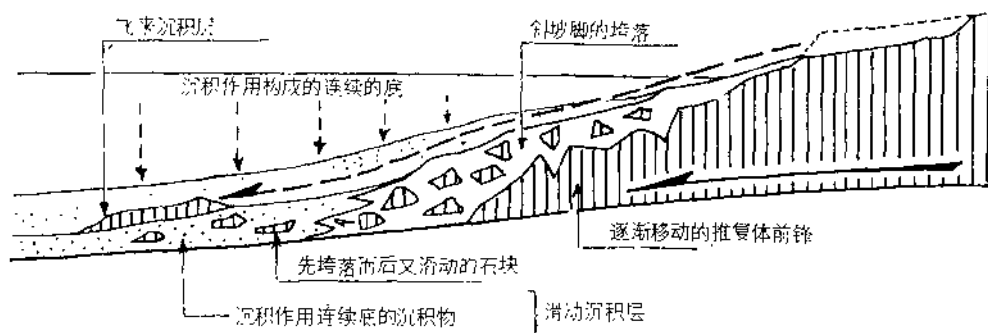 飞来沉积层
斜坡脚的垮落
沉积作用构成的连续的底
逐渐移动的推复体前锋
先垮落而后又滑动的石块
沉积作用连续底的沉积物
滑动沉积层